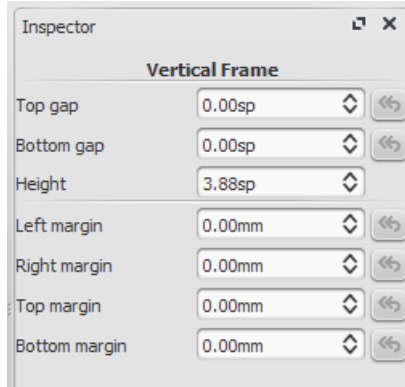 Inspector
Vertical Frame
Top gap 0.00sp
Bottom gap 0.00sp
Height 3.88sp
Left margin 0.00mm
Right margin 0.00mm
Top margin 0.00mm
Bottom margin 0.00mm